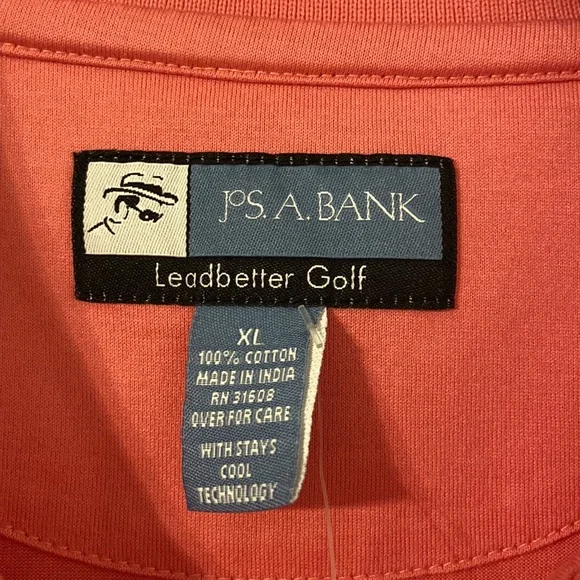 JOS. A. BANK
Leadbetter Golf
XL
100% COTTON
MADE IN INDIA
RN 31608
OVER FOR CARE
WITH STAYS
COOL
TECHNOLOGY